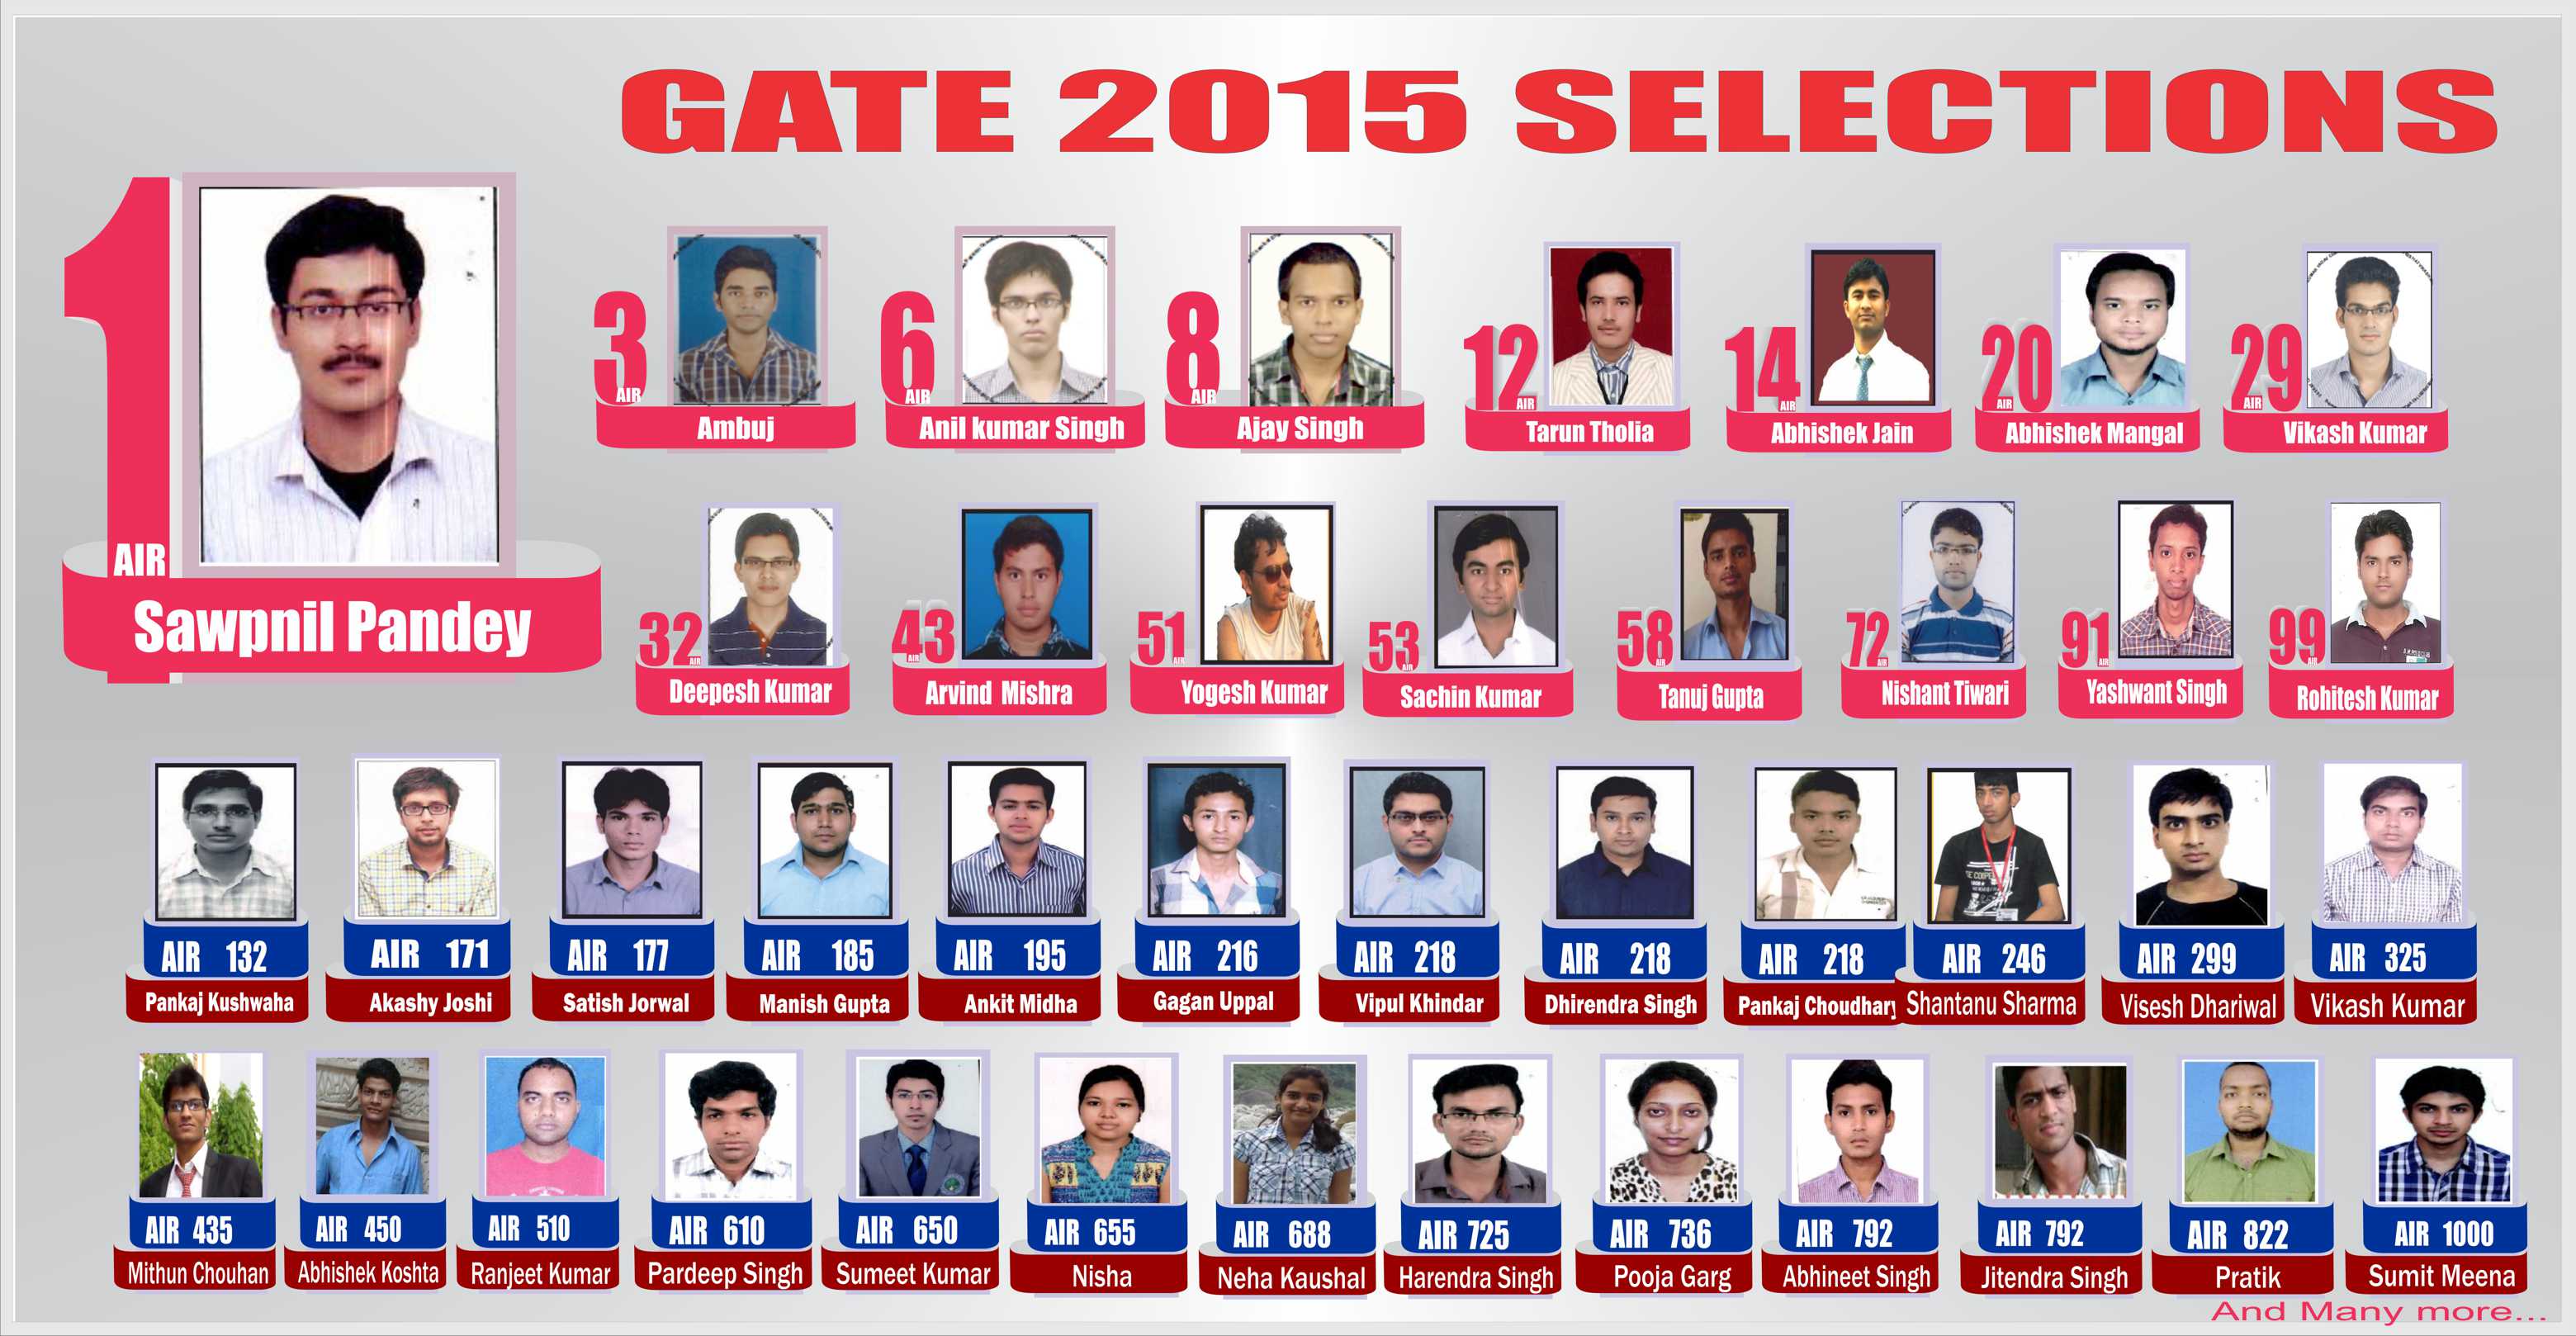 GATE 2015 SELECTIONS
1
AIR
Sawpnil Pandey
3
AIR
Ambuj
6
AIR
Anil kumar Singh
8
AIR
Ajay Singh
12
AIR
Tarun Tholia
14
AIR
Abhishek Jain
20
AIR
Abhishek Mangal
29
AIR
Vikash Kumar
32
AIR
Deepesh Kumar
43
AIR
Arvind Mishra
51
AIR
Yogesh Kumar
53
AIR
Sachin Kumar
58
AIR
Tanuj Gupta
72
AIR
Nishant Tiwari
91
AIR
Yashwant Singh
99
AIR
Rohitesh Kumar
AIR 132
Pankaj Kushwaha
AIR 171
Akashy Joshi
AIR 177
Satish Jorwal
AIR 185
Manish Gupta
AIR 195
Ankit Midha
AIR 216
Gagan Uppal
AIR 218
Vipul Khindar
AIR 218
Dhirendra Singh
AIR 218
Pankaj Choudhary
AIR 246
Shantanu Sharma
AIR 299
Visesh Dhariwal
AIR 325
Vikash Kumar
AIR 435
Mithun Chouhan
AIR 450
Abhishek Koshta
AIR 510
Ranjeet Kumar
AIR 610
Pardeep Singh
AIR 650
Sumeet Kumar
AIR 655
Nisha
AIR 688
Neha Kaushal
AIR 725
Harendra Singh
AIR 736
Pooja Garg
AIR 792
Abhineet Singh
AIR 792
Jitendra Singh
AIR 822
Pratik
AIR 1000
Sumit Meena
And Many more...